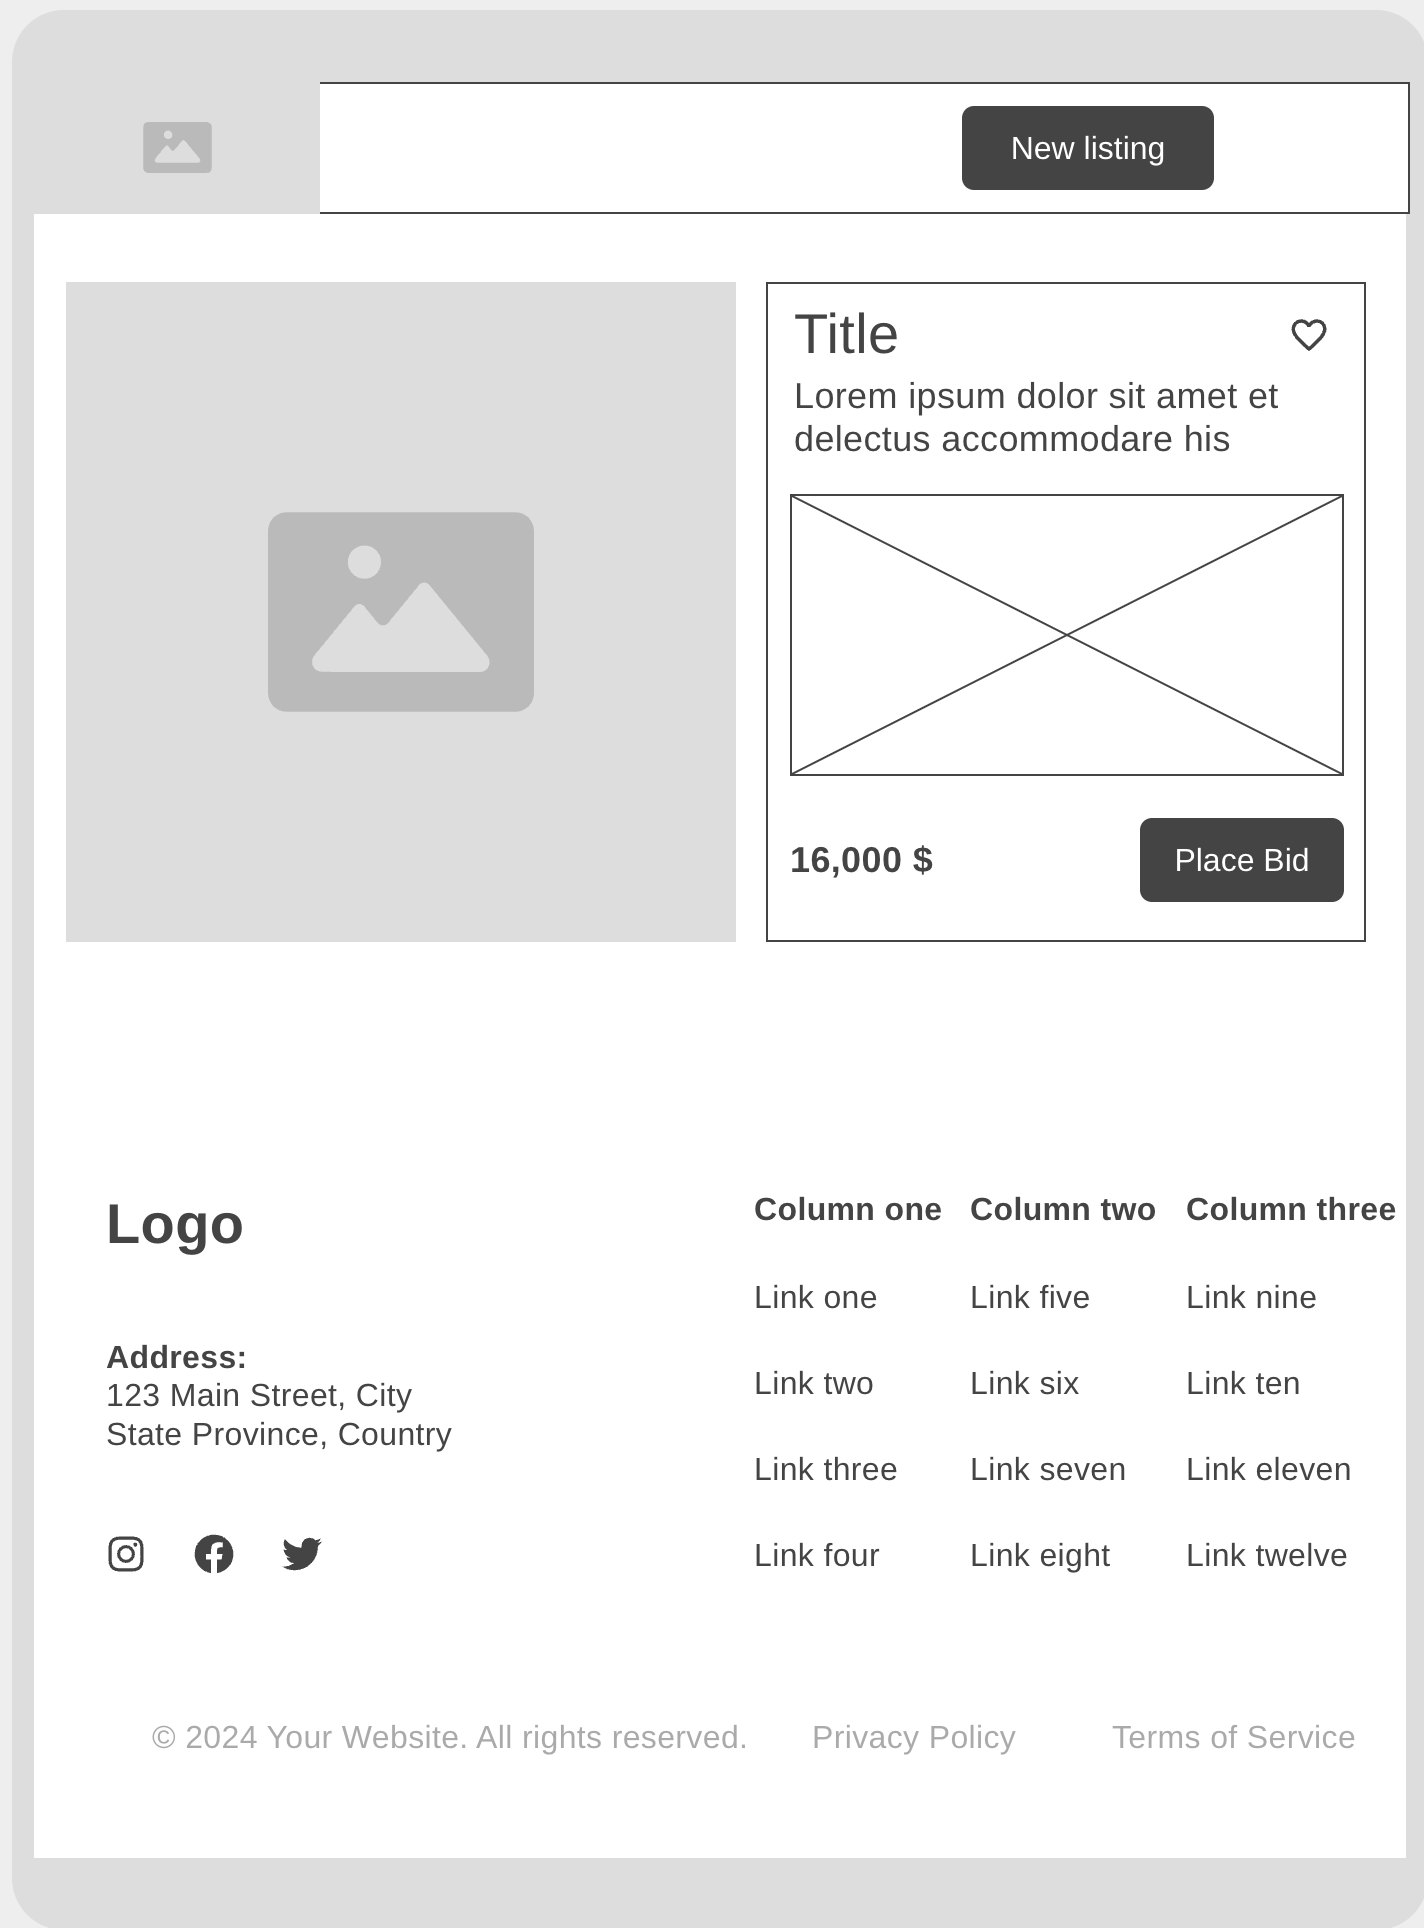 New listing
Title
Lorem ipsum dolor sit amet et
delectus accommodare his
16,000 $
Place Bid
Logo
Address:
123 Main Street, City
State Province, Country
Column one
Link one
Link two
Link three
Link four
Column two
Link five
Link six
Link seven
Link eight
Column three
Link nine
Link ten
Link eleven
Link twelve
© 2024 Your Website. All rights reserved.
Privacy Policy
Terms of Service